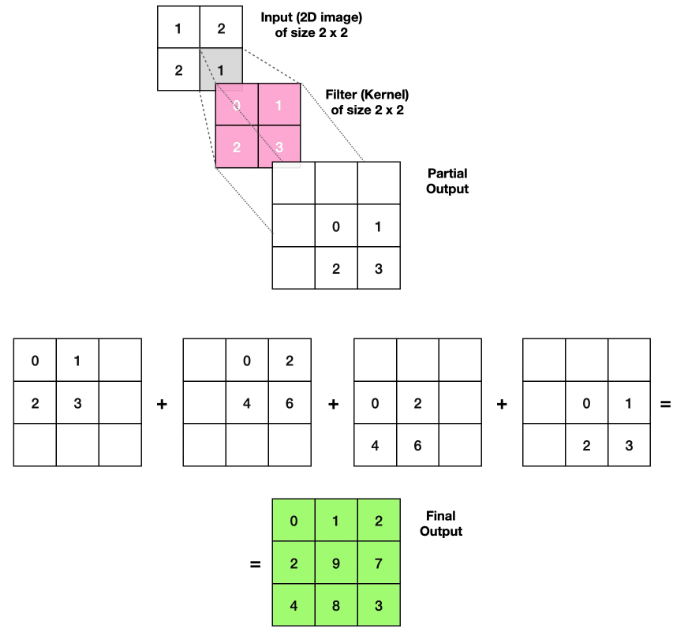 1 2
Input (2D image)
of size 2 x 2
2 1
0 1
Filter (Kernel)
of size 2 x 2
2 3
Partial
Output
0 1
2 3
0 1
0 2
2 3
+
4 6
+
0 2
+
0 1
=
4 6
2 3
0 1 2
Final
Output
=
2 9 7
4 8 3